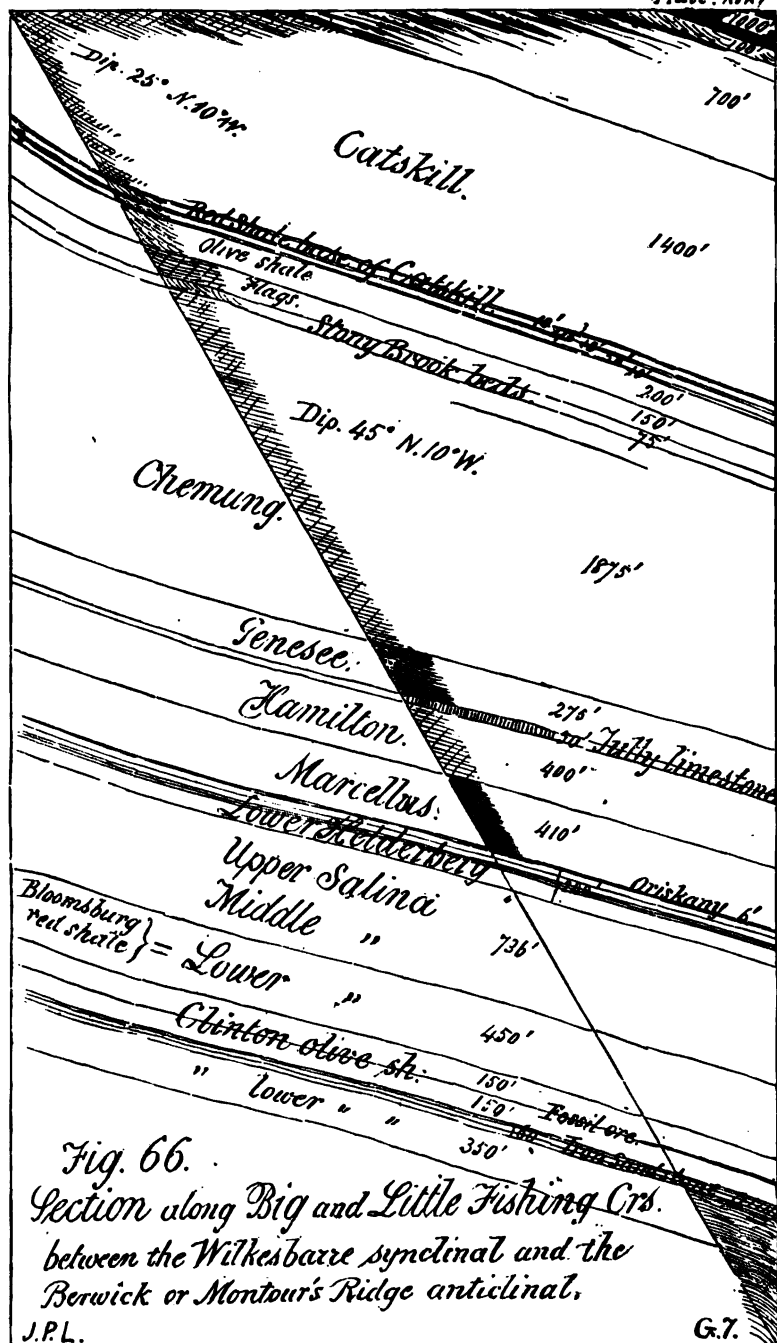 1000'
700'
Dip. 25° N.10°W.
Catskill.
1400'
Red Shale base of Catskill.
Olive shale
Flags.
200'
Stony Brook beds.
150'
75'
Dip. 45° N.10°W.
Chemung.
1875'
Genesee.
275'
Tully limestone
Hamilton.
400'
Marcellus.
410'
Lower Helderberg
Oriskany 6'
Upper Salina
Middle "
736'
Bloomsburg
red shale } = Lower "
450'
Clinton olive sh.
150'
" lower " "
150' Fossil ore.
Iron Sandstone
350'
Fig. 66.
Section along Big and Little Fishing Crs.
between the Wilkesbarre synclinal and the
Berwick or Montour's Ridge anticlinal.
J.P.L.
G.7.